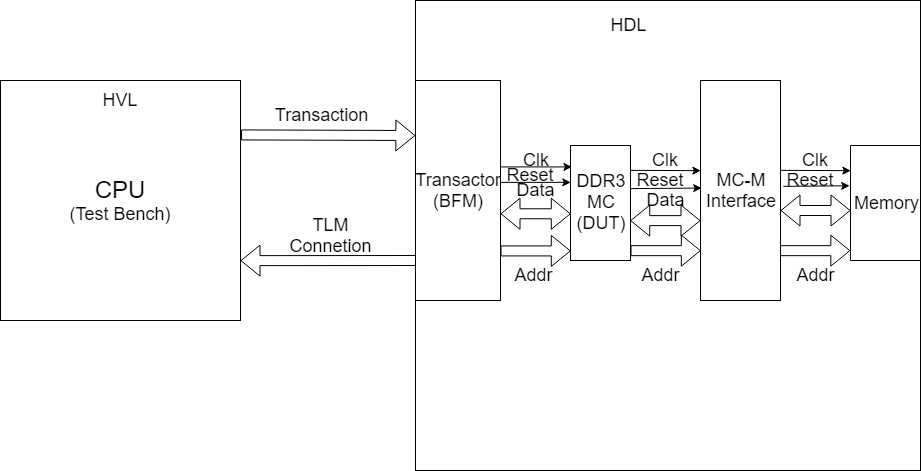 HDL
HVL
CPU
(Test Bench)
Transaction
TLM
Connetion
Transactor
(BFM)
Clk
Reset
Data
Addr
DDR3
MC
(DUT)
Clk
Reset
Data
Addr
MC-M
Interface
Clk
Reset
Addr
Memory